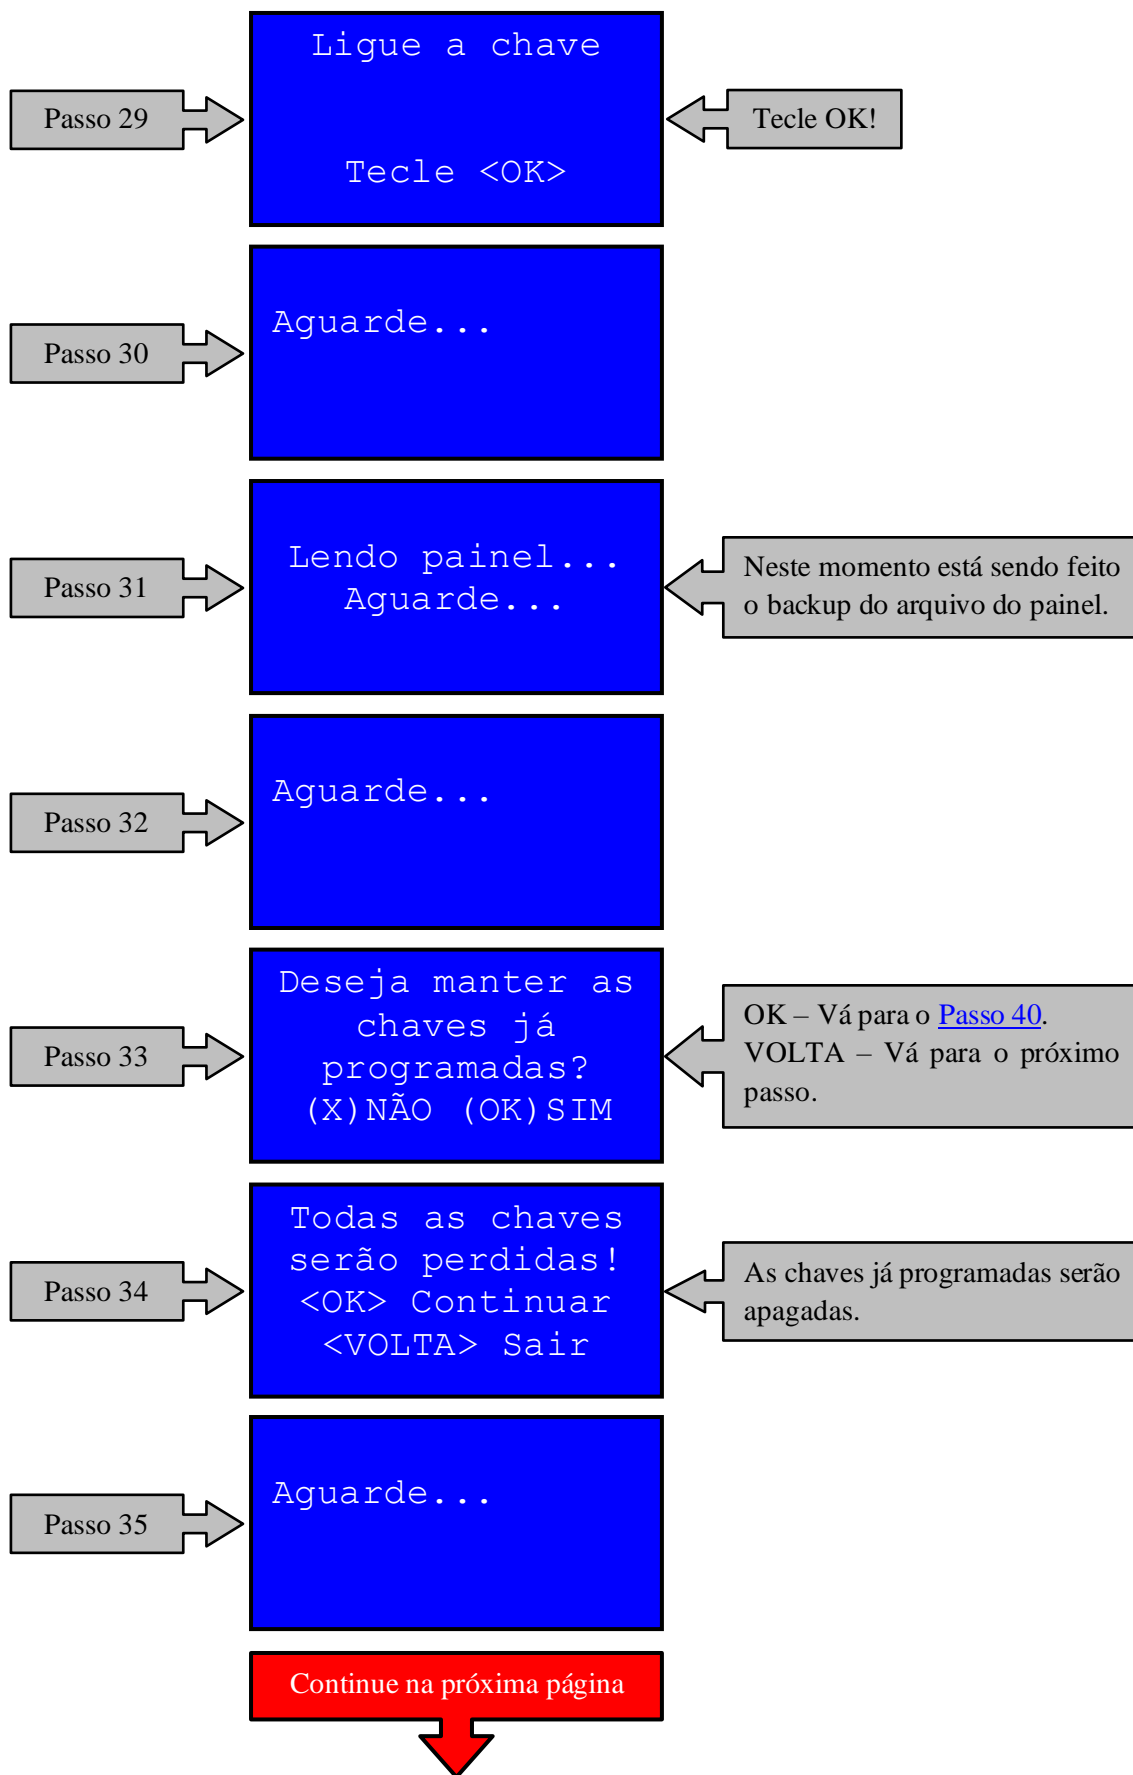 Ligue a chave
Passo 29
Tecle OK!
Tecle <OK>
Aguarde...
Passo 30
Lendo painel...
Aguarde...
Passo 31
Neste momento está sendo feito
o backup do arquivo do painel.
Aguarde...
Passo 32
Deseja manter as
chaves já
programadas?
(X)NÃO (OK)SIM
Passo 33
OK – Vá para o Passo 40.
VOLTA – Vá para o próximo
passo.
Todas as chaves
serão perdidas!
<OK> Continuar
<VOLTA> Sair
Passo 34
As chaves já programadas serão
apagadas.
Aguarde...
Passo 35
Continue na próxima página